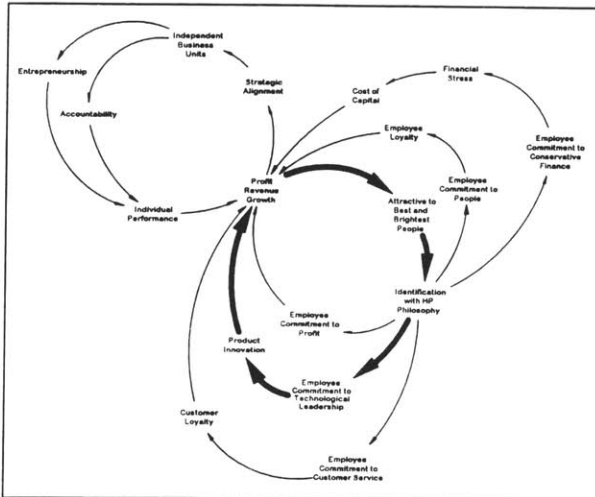 Independent
Business
Units
Entrepreneurship
Accountability
Strategic
Alignment
Individual
Performance
Profit
Revenue
Growth
Cost of
Capital
Financial
Stress
Employee
Loyalty
Employee
Commitment to
Conservative
Finance
Employee
Commitment to
People
Attractive to
Best and
Brightest
People
Identification
with HP
Philosophy
Employee
Commitment to
Profit
Product
Innovation
Employee
Commitment to
Technological
Leadership
Customer
Loyalty
Employee
Commitment to
Customer Service